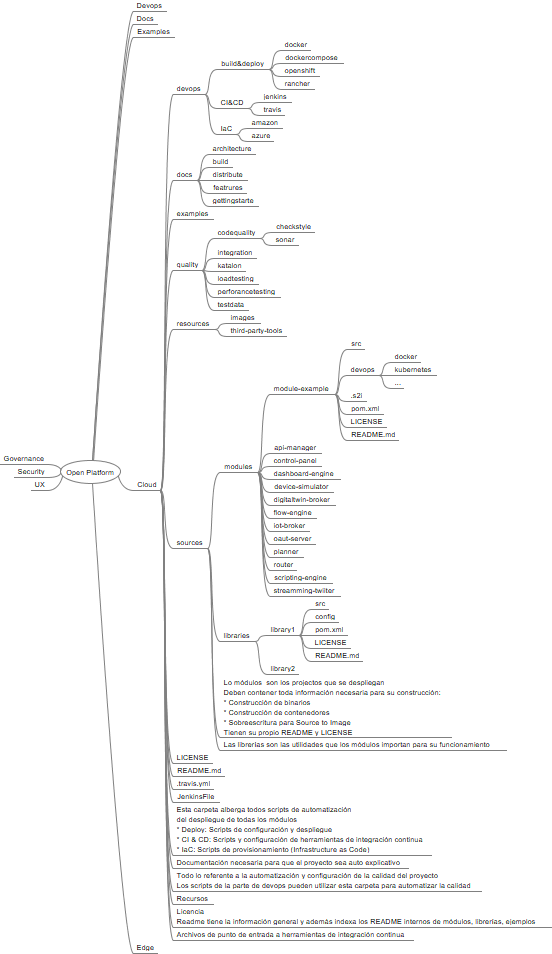 Devops
Docs
Examples
docker
dockercompose
build&deploy
openshift
rancher
devops
jenkins
CI&CD
travis
amazon
IaC
azure
architecture
build
docs
distribute
featrures
gettingstarte
examples
checkstyle
codequality
sonar
integration
quality
katalon
loadtesting
perforancetesting
testdata
images
resources
third-party-tools
src
docker
devops
kubernetes
...
module-example
.s2i
pom.xml
LICENSE
README.md
api-manager
control-panel
modules
dashboard-engine
device-simulator
digitaltwin-broker
flow-engine
iot-broker
oaut-server
planner
router
scripting-engine
streamming-twiiter
Governance
Security
Open Platform
UX
Cloud
sources
src
config
library1
pom.xml
libraries
LICENSE
README.md
library2
Lo módulos son los projectos que se despliegan
Deben contener toda información necesaria para su construcción:
* Construcción de binarios
* Construcción de contenedores
* Sobreescritura para Source to Image
Tienen su propio README y LICENSE
Las librerías son las utilidades que los módulos importan para su funcionamiento
LICENSE
README.md
.travis.yml
JenkinsFile
Esta carpeta alberga todos scripts de automatización
del despliegue de todas los módulos
* Deploy: Scripts de configuración y despliegue
* CI & CD: Scripts y configuración de herramientas de integración continua
* IaC: Scripts de provisionamiento (Infrastructure as Code)
Documentación necesaria para que el proyecto sea auto explicativo
Todo lo referente a la automatización y configuración de la calidad del proyecto
Los scripts de la parte de devops pueden utilizar esta carpeta para automatizar la calidad
Recursos
Licencia
Readme tiene la información general y además indexa los README internos de módulos, librerías, ejemplos
Archivos de punto de entrada a herramientas de integración continua
Edge